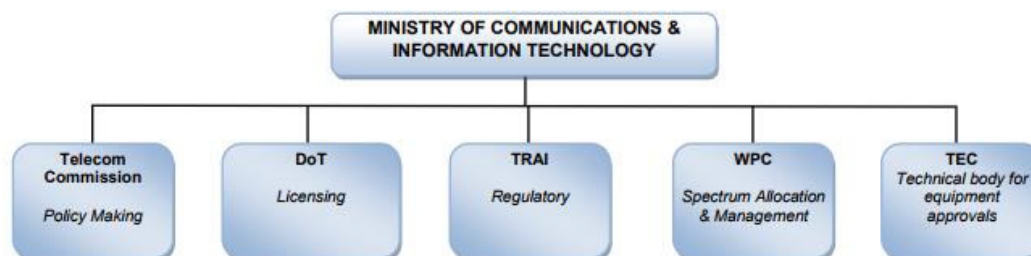 MINISTRY OF COMMUNICATIONS &
INFORMATION TECHNOLOGY
Telecom
Commission
Policy Making
DoT
Licensing
TRAI
Regulatory
WPC
Spectrum Allocation
& Management
TEC
Technical body for
equipment
approvals